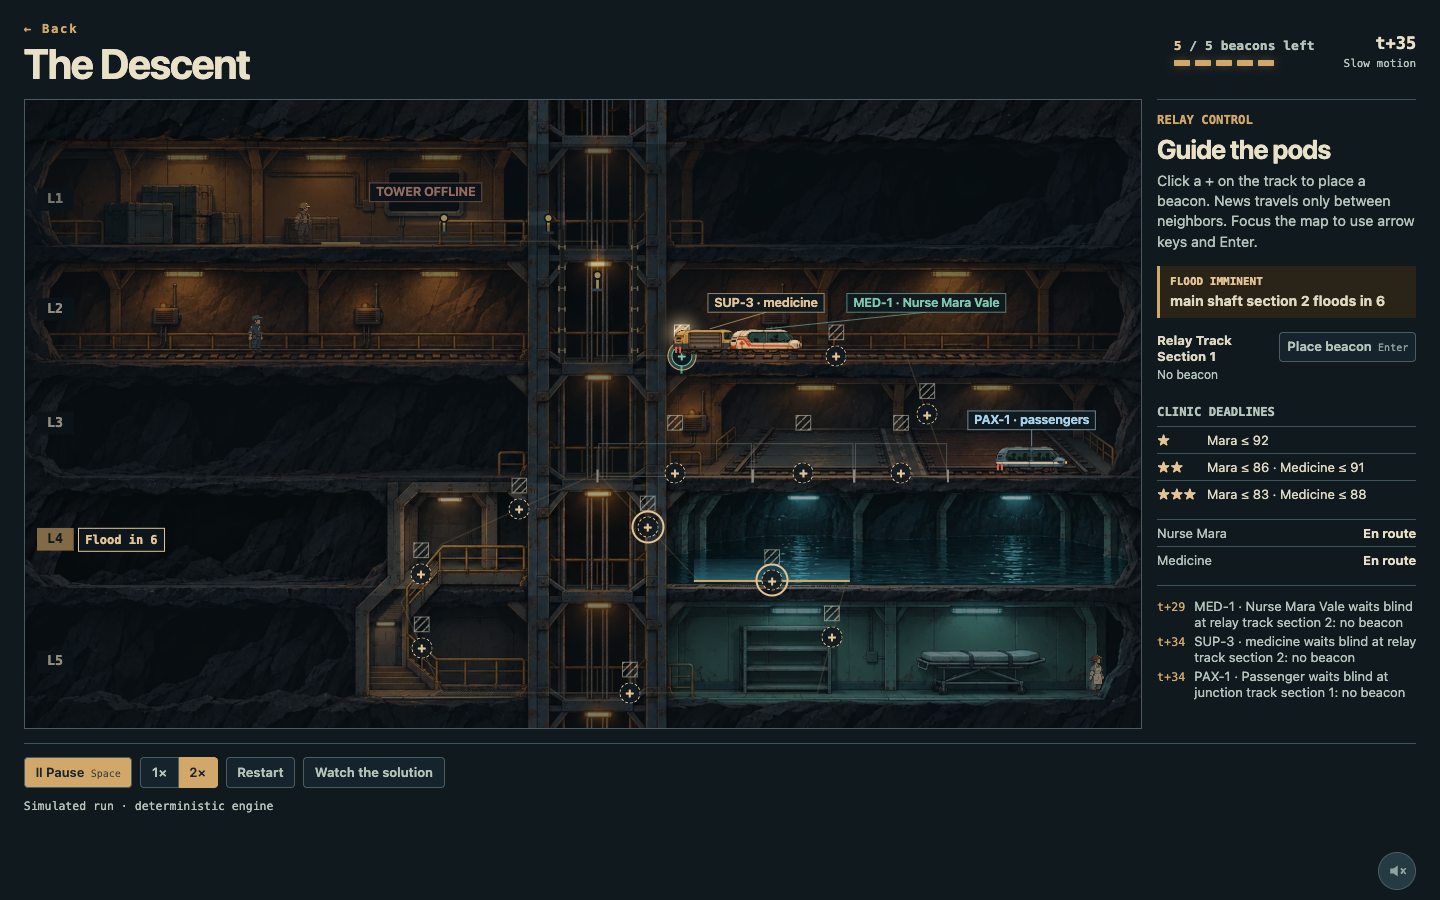 ← Back
The Descent
5 / 5 beacons left
t+35
Slow motion
L1
TOWER OFFLINE
L2
SUP-3 · medicine
MED-1 · Nurse Mara Vale
L3
PAX-1 · passengers
L4
Flood in 6
L5
RELAY CONTROL
Guide the pods
Click a + on the track to place a
beacon. News travels only between
neighbors. Focus the map to use arrow
keys and Enter.
FLOOD IMMINENT
main shaft section 2 floods in 6
Relay Track
Section 1
No beacon
Place beacon Enter
CLINIC DEADLINES
★ Mara ≤ 92
★★ Mara ≤ 86 · Medicine ≤ 91
★★★ Mara ≤ 83 · Medicine ≤ 88
Nurse Mara En route
Medicine En route
t+29 MED-1 · Nurse Mara Vale waits blind
at relay track section 2: no beacon
t+34 SUP-3 · medicine waits blind at relay
track section 2: no beacon
t+34 PAX-1 · Passenger waits blind at
junction track section 1: no beacon
II Pause Space
1×
2×
Restart
Watch the solution
Simulated run · deterministic engine